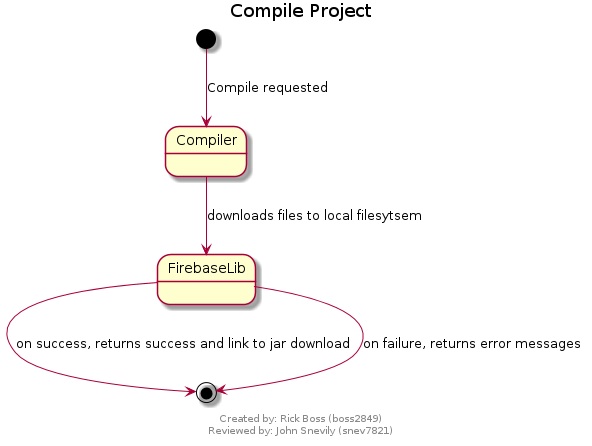 Compile Project
Compile requested
Compiler
downloads files to local filesytsem
FirebaseLib
on success, returns success and link to jar download
on failure, returns error messages
Created by: Rick Boss (boss2849)
Reviewed by: John Snevily (snev7821)